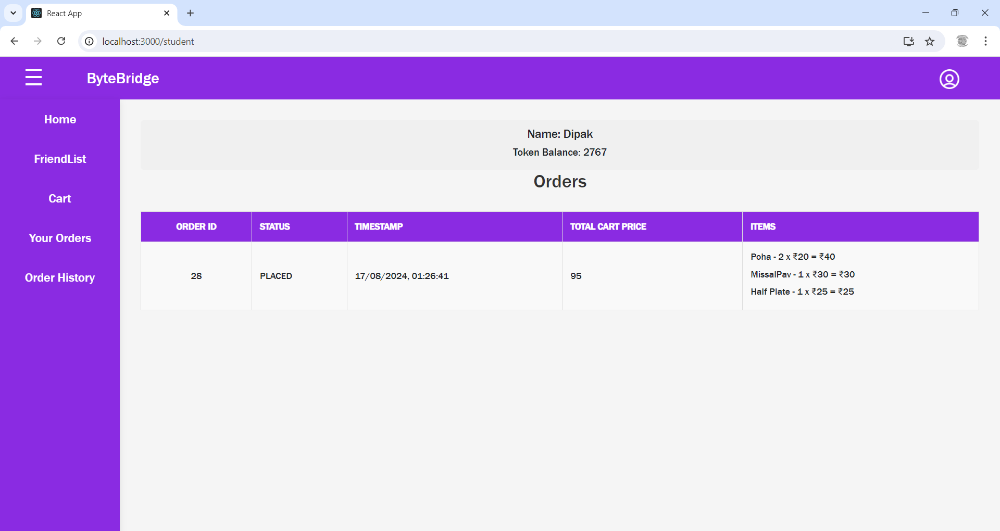 React App
localhost:3000/student
ByteBridge
Home
FriendList
Cart
Your Orders
Order History
Name: Dipak
Token Balance: 2767
Orders
ORDER ID STATUS TIMESTAMP TOTAL CART PRICE ITEMS
28 PLACED 17/08/2024, 01:26:41 95
Poha - 2 x ₹20 = ₹40
MissalPav - 1 x ₹30 = ₹30
Half Plate - 1 x ₹25 = ₹25